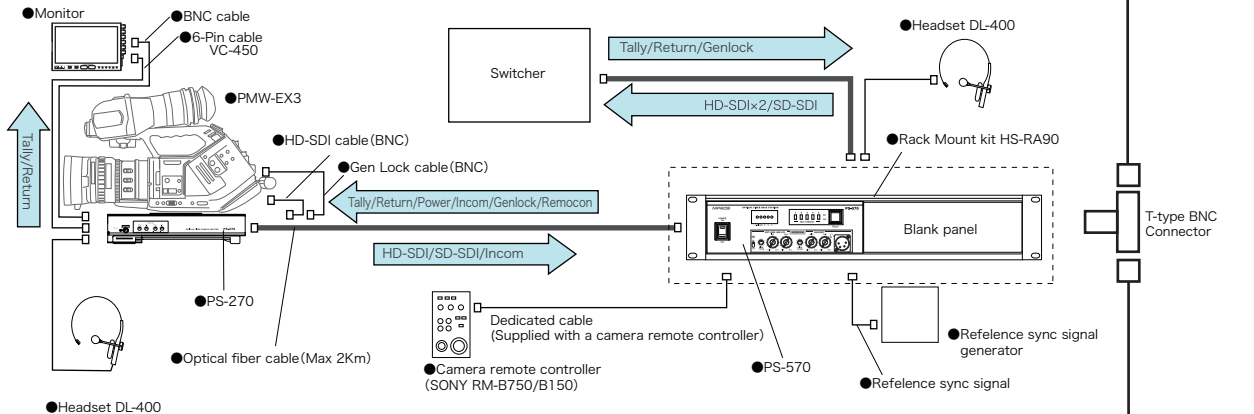 ●Monitor
●BNC cable
●6-Pin cable
VC-450
●PMW-EX3
●HD-SDI cable(BNC)
●Gen Lock cable(BNC)
Tally/Return
Tally/Return/Power/Incom/Genlock/Remocon
HD-SDI/SD-SDI/Incom
●PS-270
●Optical fiber cable(Max 2Km)
●Headset DL-400
Switcher
Tally/Return/Genlock
HD-SDI×2/SD-SDI
●Headset DL-400
●Rack Mount kit HS-RA90
PS-570
Blank panel
T-type BNC
Connector
Dedicated cable
(Supplied with a camera remote controller)
●Camera remote controller
(SONY RM-B750/B150)
●PS-570
●Refelence sync signal
generator
●Refelence sync signal